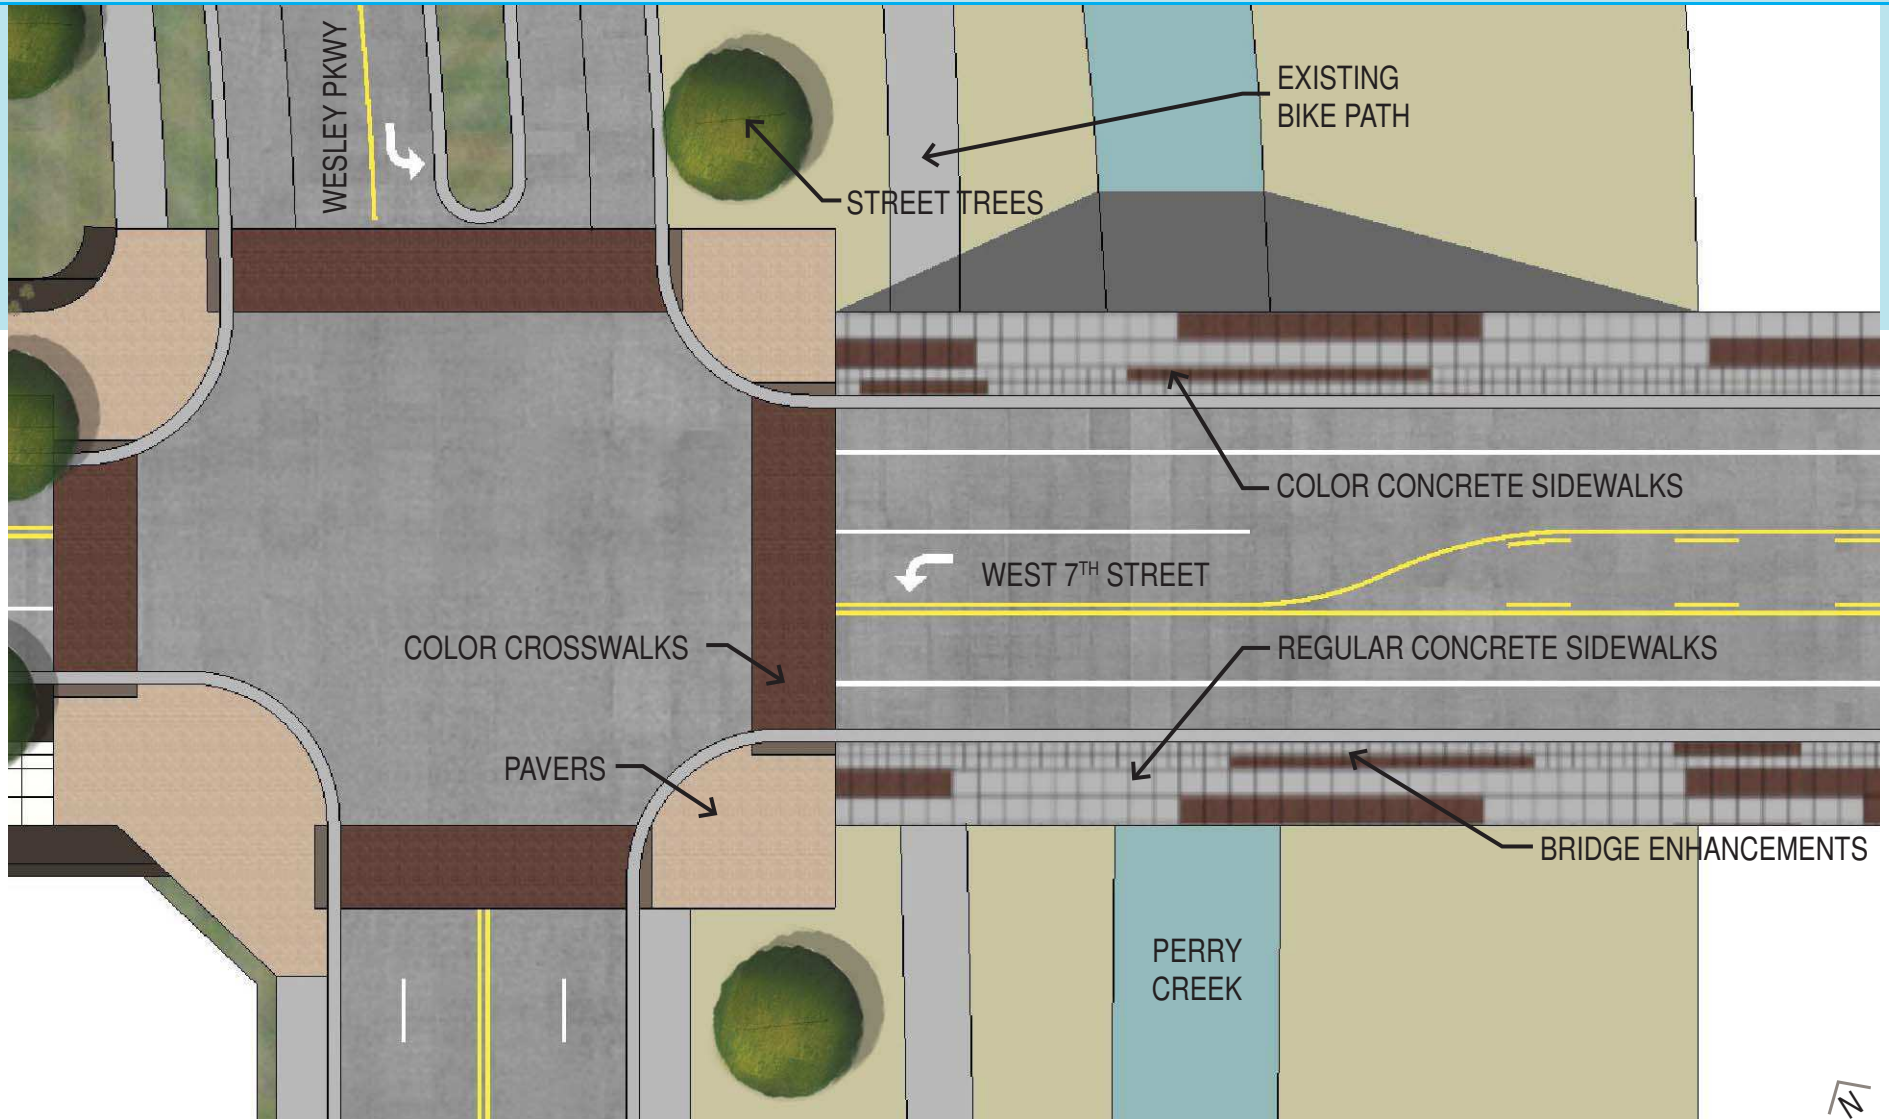 WESLEY PKWY
EXISTING
BIKE PATH
STREET TREES
COLOR CONCRETE SIDEWALKS
WEST 7TH STREET
COLOR CROSSWALKS
REGULAR CONCRETE SIDEWALKS
PAVERS
BRIDGE ENHANCEMENTS
PERRY
CREEK
N